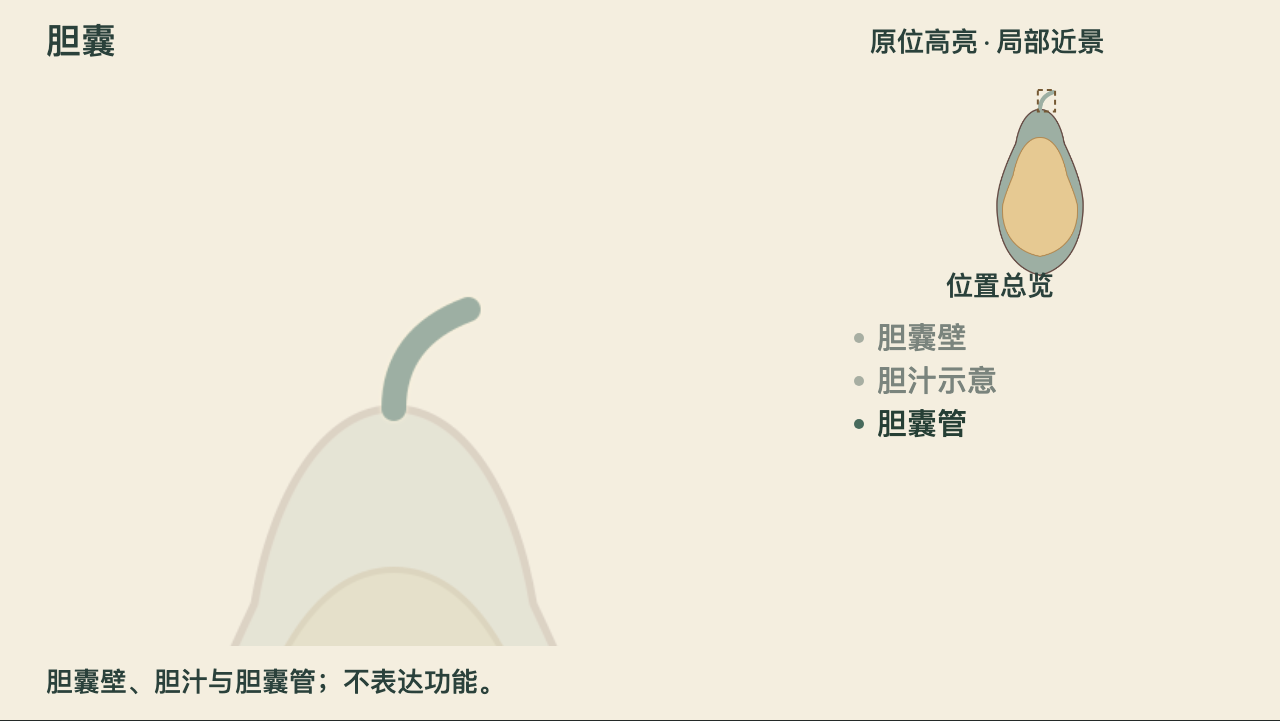 胆囊
原位高亮 · 局部近景
位置总览
胆囊壁
胆汁示意
胆囊管
胆囊壁、胆汁与胆囊管；不表达功能。